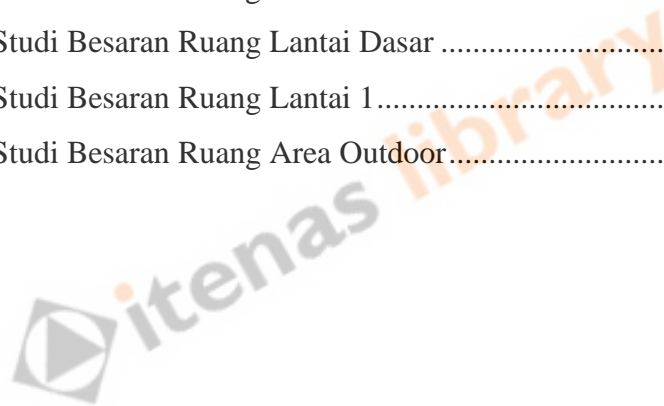 Studi Besaran Ruang Lantai Dasar ............................
Studi Besaran Ruang Lantai 1....................................
Studi Besaran Ruang Area Outdoor...........................
itenas library